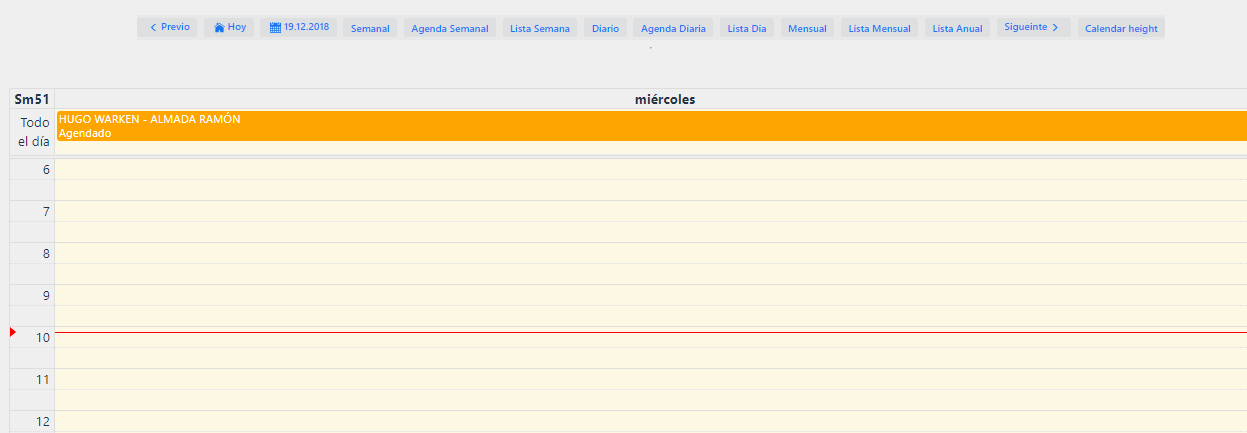 Previo Hoy 19.12.2018 Semanal Agenda Semanal Lista Semana Diario Agenda Diaria Lista Dia Mensual Lista Mensual Lista Anual Sigueinte Calendar height
Sm51 miércoles
Todo el día
HUGO WARKEN - ALMADA RAMÓN
Agendado
6
7
8
9
10
11
12